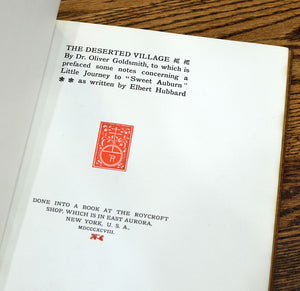 THE DESERTED VILLAGE
By Dr. Oliver Goldsmith, to which is
prefaced some notes concerning a
Little Journey to "Sweet Auburn"
as written by Elbert Hubbard
R
DONE INTO A BOOK AT THE ROYCROFT
SHOP, WHICH IS IN EAST AURORA,
NEW YORK, U. S. A.,
MDCCCXCVIII.